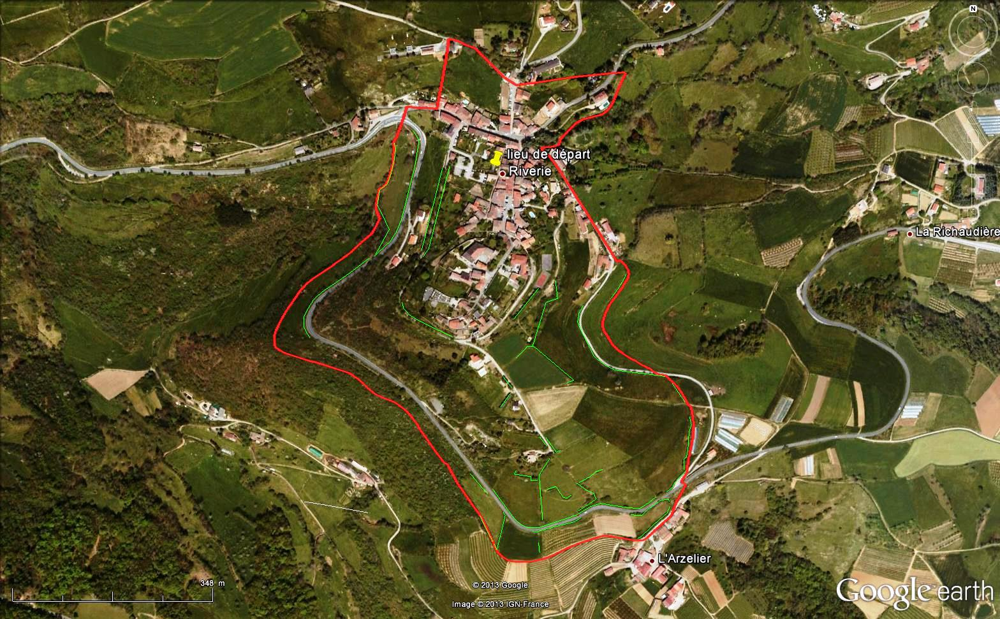 N
lieu de départ
Riverie
La Richaudière
L'Arzelier
348 m
© 2013 Google
Image © 2013 IGN-France
Google earth